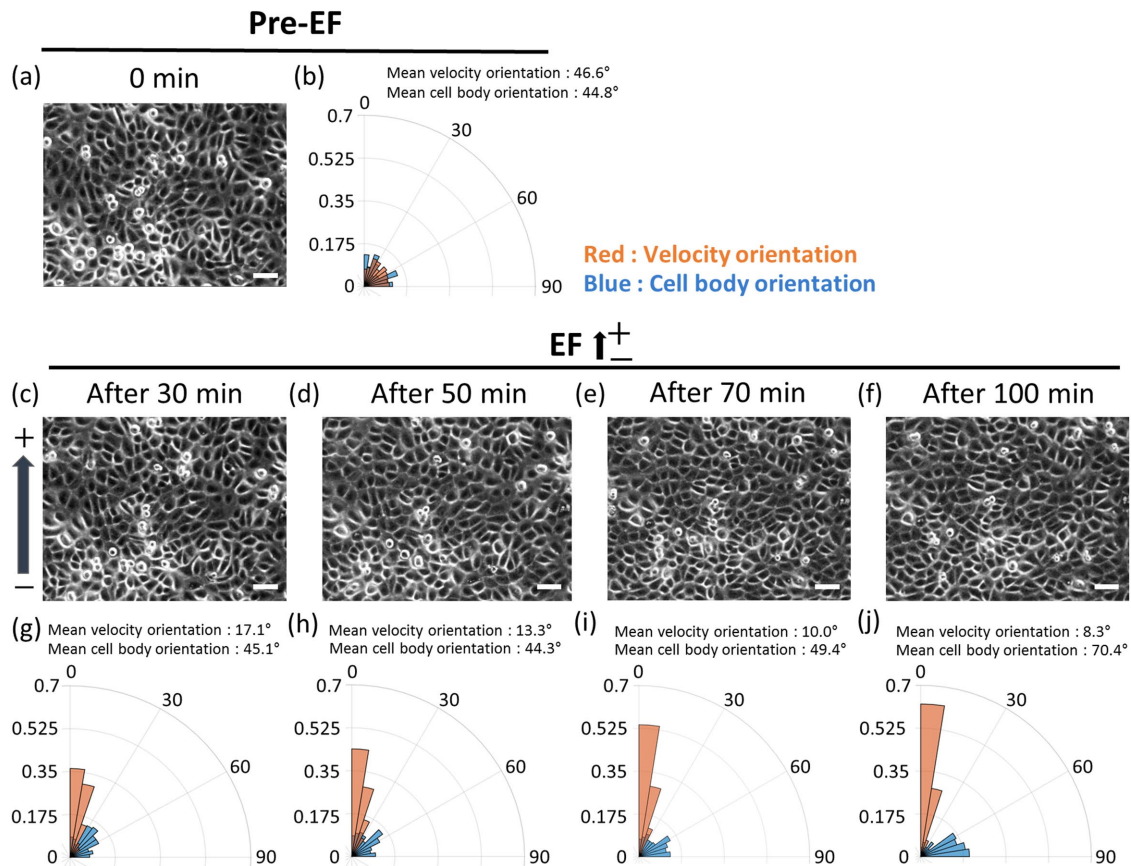 Pre-EF
(a) 0 min
(b) Mean velocity orientation : 46.6°
Mean cell body orientation : 44.8°
0
0.7
30
0.525
60
0.35
0.175
0
90
Red : Velocity orientation
Blue : Cell body orientation
EF + −
(c) After 30 min
(d) After 50 min
(e) After 70 min
(f) After 100 min
+
−
(g) Mean velocity orientation : 17.1°
Mean cell body orientation : 45.1°
0
0.7
30
0.525
60
0.35
0.175
0
90
(h) Mean velocity orientation : 13.3°
Mean cell body orientation : 44.3°
0
0.7
30
0.525
60
0.35
0.175
0
90
(i) Mean velocity orientation : 10.0°
Mean cell body orientation : 49.4°
0
0.7
30
0.525
60
0.35
0.175
0
90
(j) Mean velocity orientation : 8.3°
Mean cell body orientation : 70.4°
0
0.7
30
0.525
60
0.35
0.175
0
90